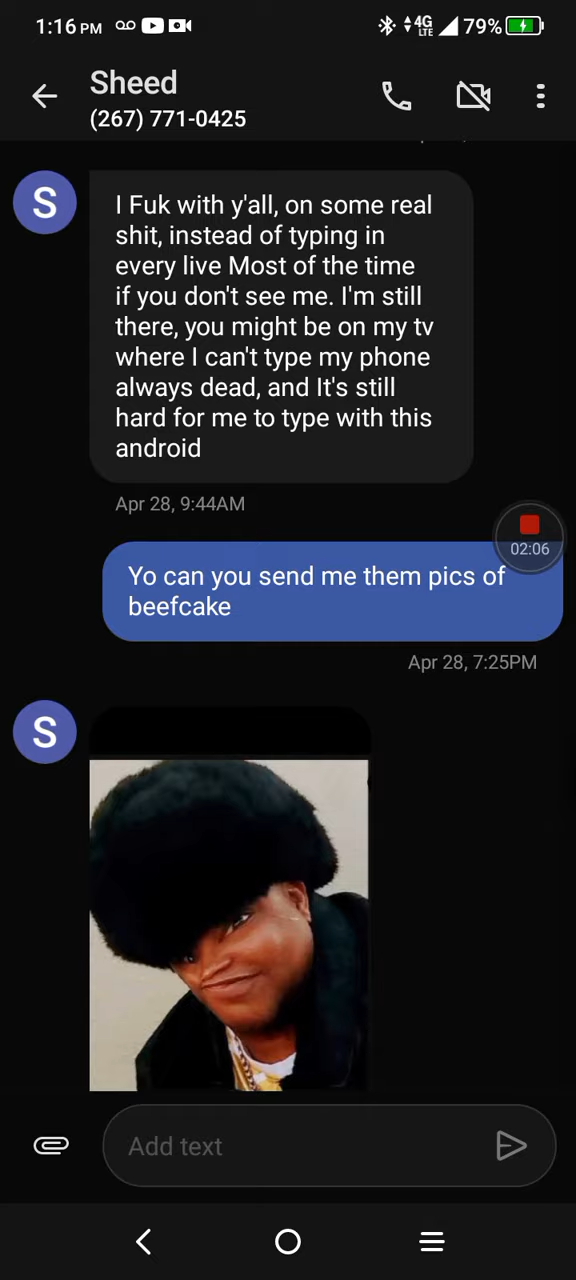 1:16 PM 4G LTE 79%
Sheed
(267) 771-0425
S
I Fuk with y'all, on some real
shit, instead of typing in
every live Most of the time
if you don't see me. I'm still
there, you might be on my tv
where I can't type my phone
always dead, and It's still
hard for me to type with this
android
Apr 28, 9:44AM
02:06
Yo can you send me them pics of
beefcake
Apr 28, 7:25PM
S
Add text